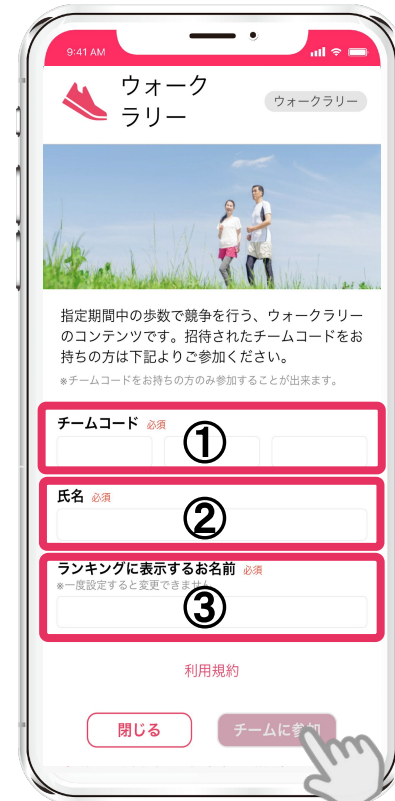 9:41 AM
ウォーク
ラリー
ウォークラリー
指定期間中の歩数で競争を行う、ウォークラリー
のコンテンツです。招待されたチームコードをお
持ちの方は下記よりご参加ください。
※チームコードをお持ちの方のみ参加することが出来ます。
チームコード 必須
①
氏名 必須
②
ランキングに表示するお名前 必須
※一度設定すると変更できません
③
利用規約
閉じる
チームに参加